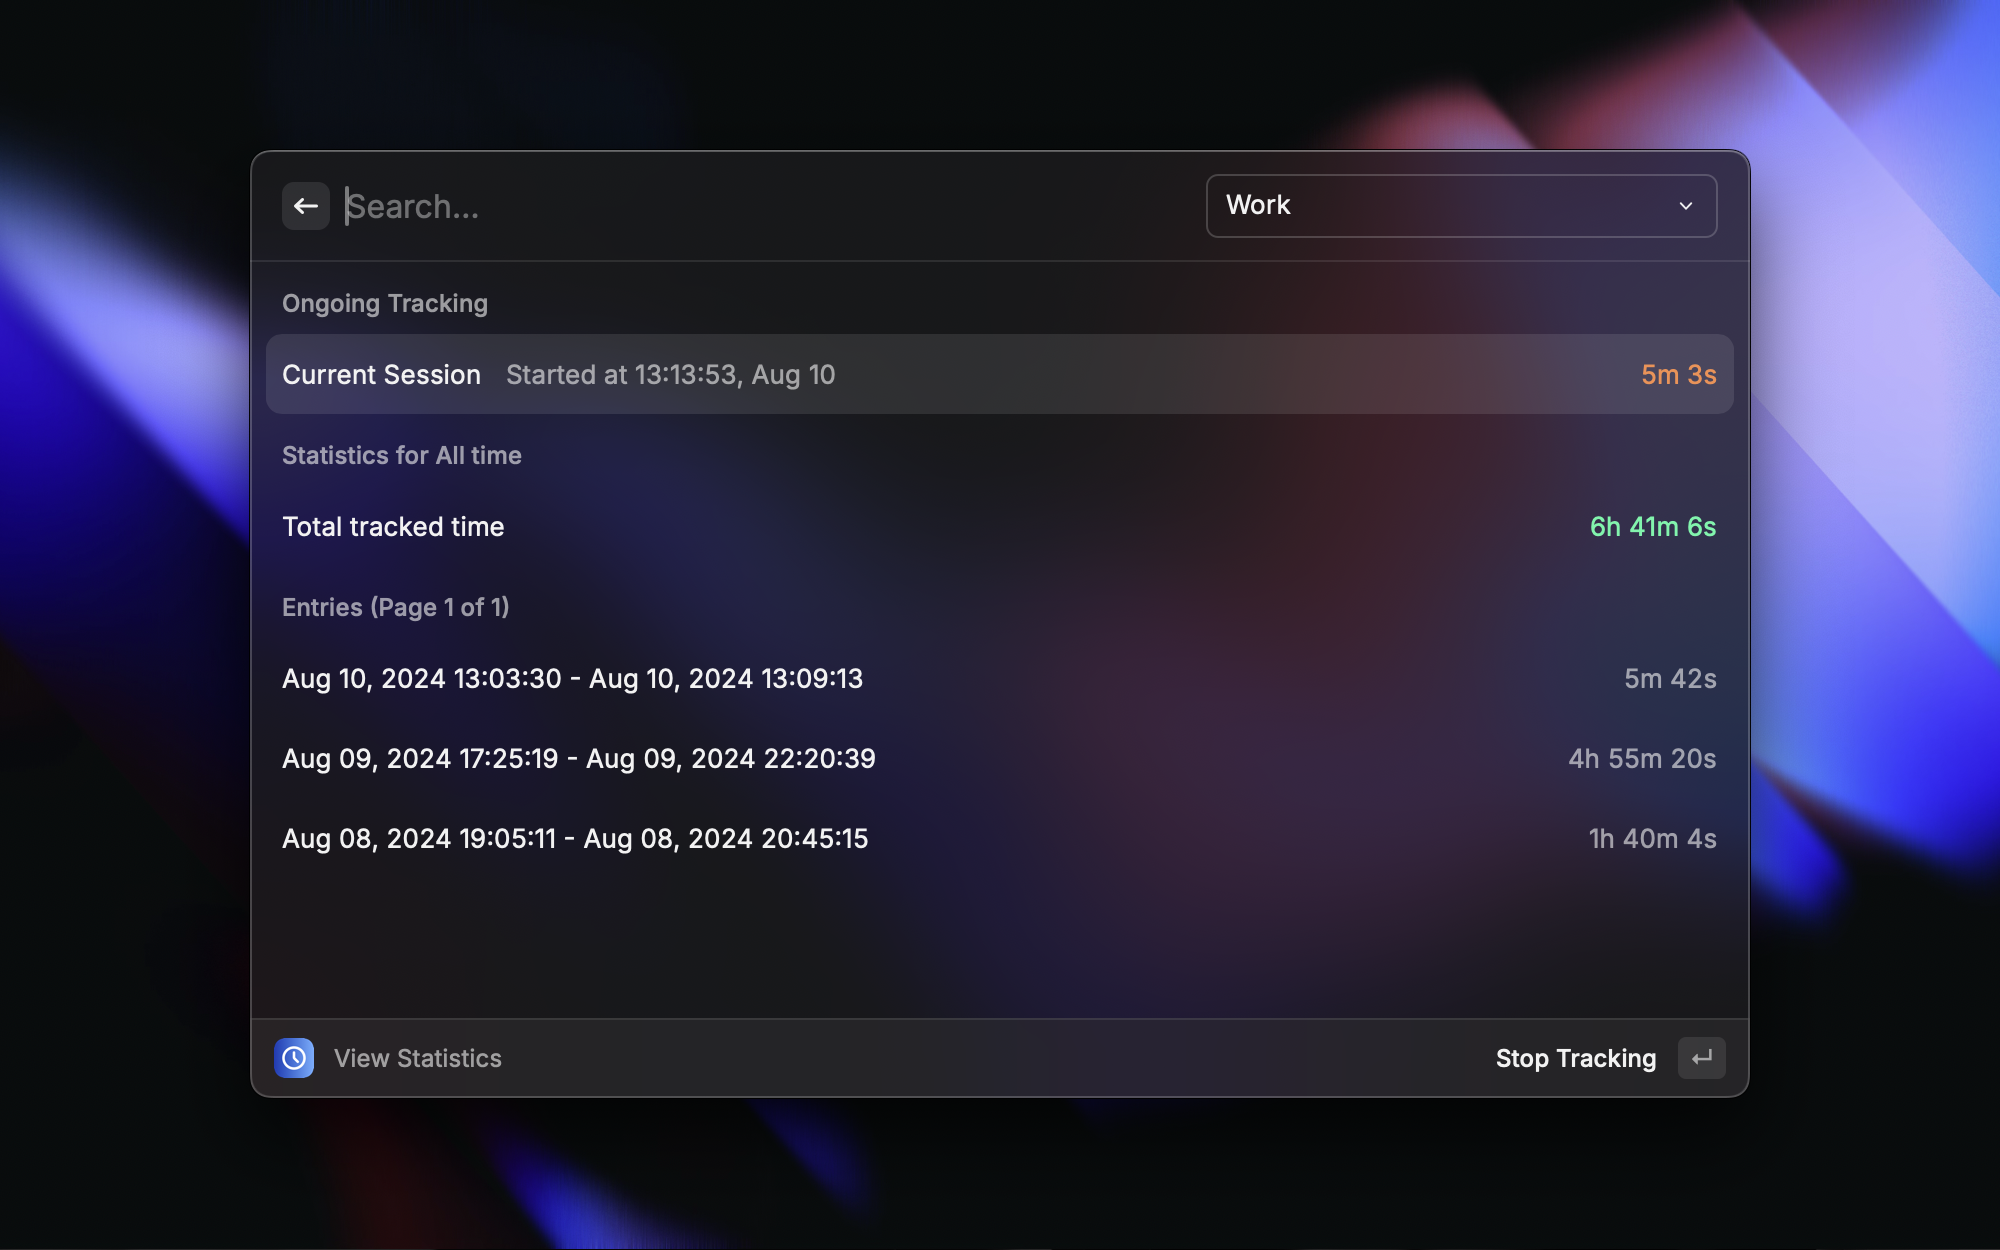 Search...
Work
Ongoing Tracking
Current Session Started at 13:13:53, Aug 10 5m 3s
Statistics for All time
Total tracked time 6h 41m 6s
Entries (Page 1 of 1)
Aug 10, 2024 13:03:30 - Aug 10, 2024 13:09:13 5m 42s
Aug 09, 2024 17:25:19 - Aug 09, 2024 22:20:39 4h 55m 20s
Aug 08, 2024 19:05:11 - Aug 08, 2024 20:45:15 1h 40m 4s
View Statistics Stop Tracking